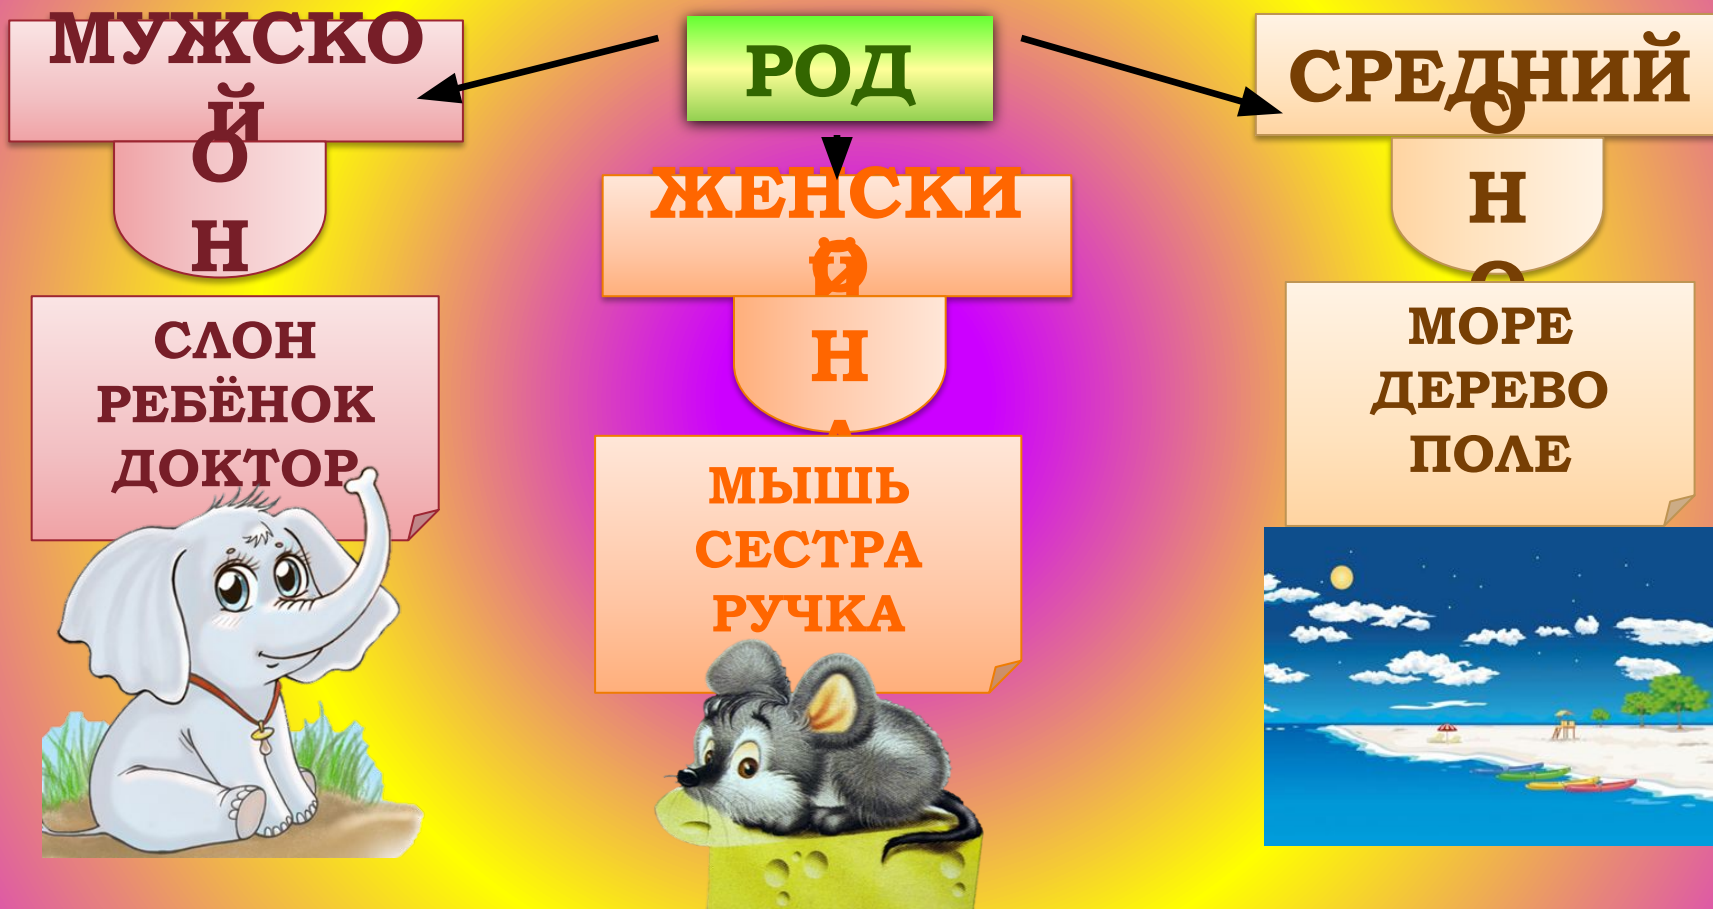 РОД
МУЖСКО
Й
О
Н
СЛОН
РЕБЁНОК
ДОКТОР
ЖЕНСКИ
Й
О
Н
А
МЫШЬ
СЕСТРА
РУЧКА
СРЕДНИЙ
О
Н
О
МОРЕ
ДЕРЕВО
ПОЛЕ